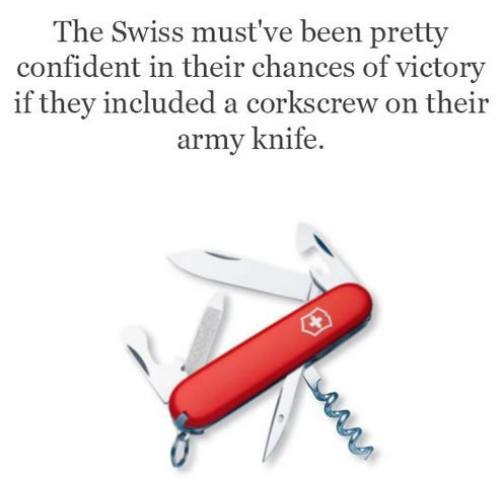 The Swiss must've been pretty
confident in their chances of victory
if they included a corkscrew on their
army knife.